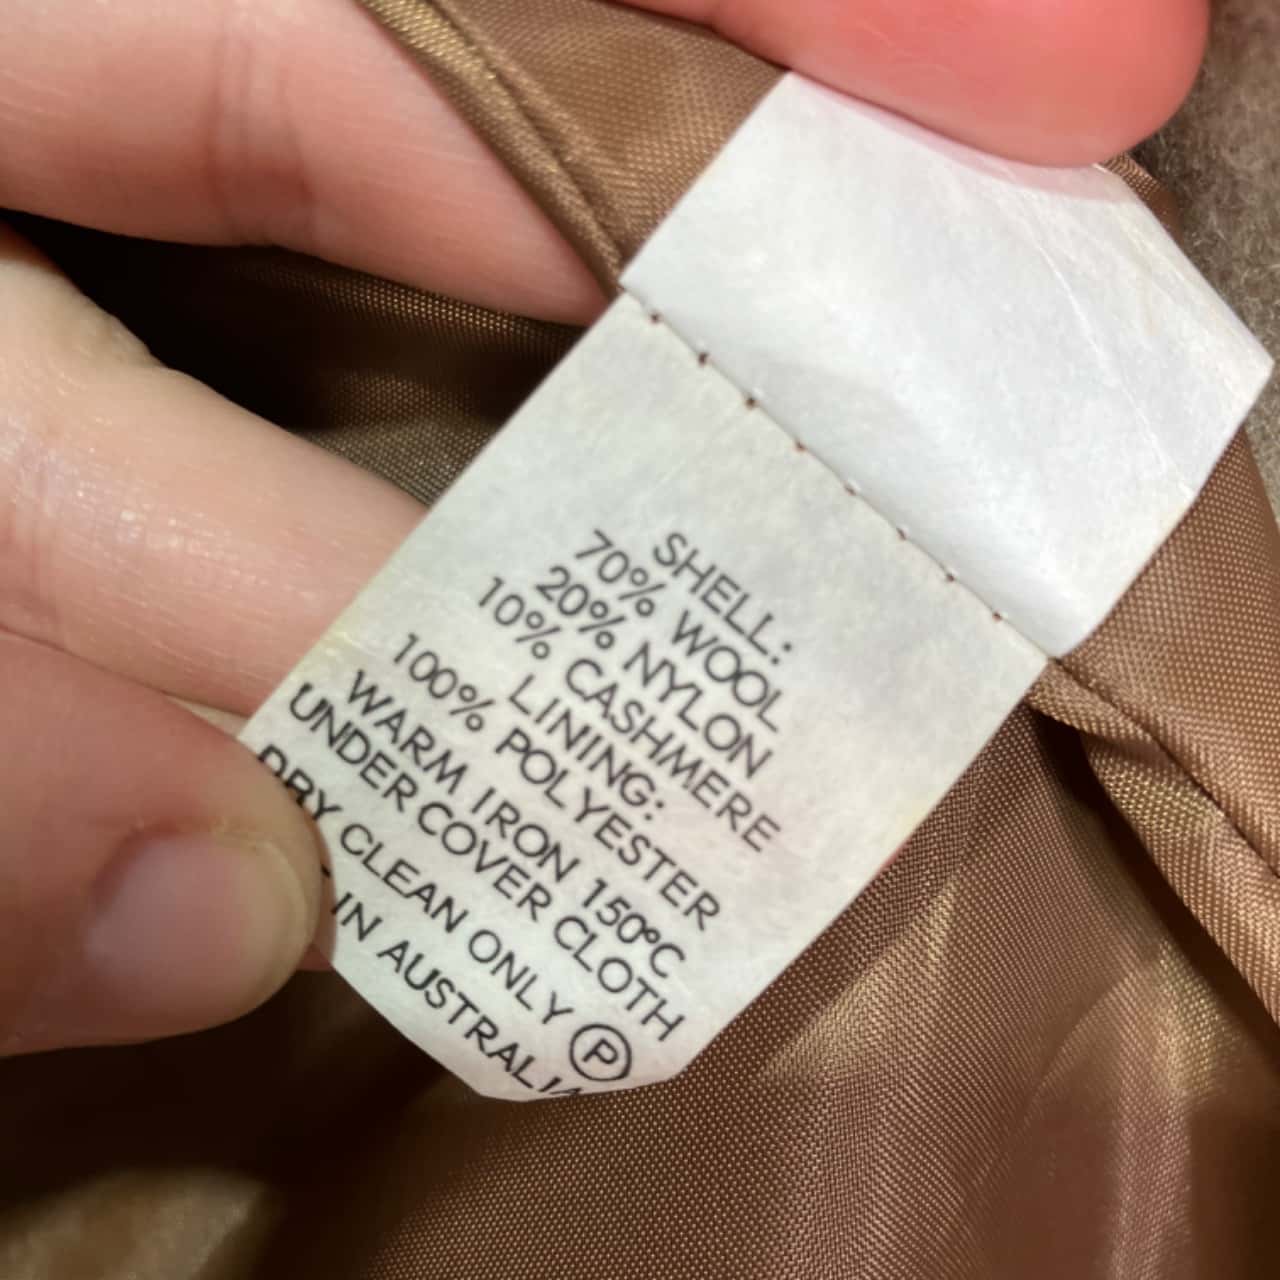 SHELL:
70% WOOL
20% NYLON
10% CASHMERE
LINING:
100% POLYESTER
WARM IRON 150°C
UNDER COVER CLOTH
DRY CLEAN ONLY Ⓟ
IN AUSTRALIA